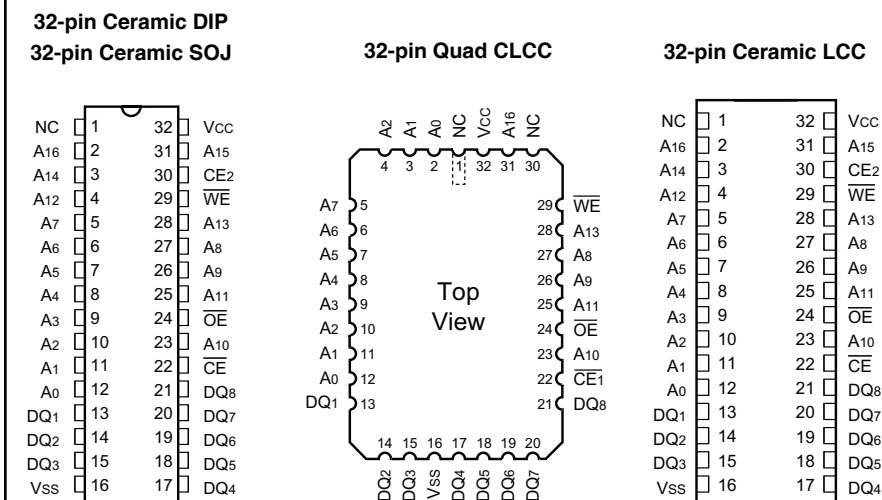 32-pin Ceramic DIP
32-pin Ceramic SOJ
NC 1 32 VCC
A16 2 31 A15
A14 3 30 CE2
A12 4 29 WE
A7 5 28 A13
A6 6 27 A8
A5 7 26 A9
A4 8 25 A11
A3 9 24 OE
A2 10 23 A10
A1 11 22 CE
A0 12 21 DQ8
DQ1 13 20 DQ7
DQ2 14 19 DQ6
DQ3 15 18 DQ5
VSS 16 17 DQ4
32-pin Quad CLCC
A2 A1 A0 NC VCC A16 NC
4 3 2 1 32 31 30
A7 5 29 WE
A6 6 28 A13
A5 7 27 A8
A4 8 26 A9
A3 9 25 A11
A2 10 24 OE
A1 11 23 A10
A0 12 22 CE1
DQ1 13 21 DQ8
Top
View
14 15 16 17 18 19 20
DQ2 DQ3 VSS DQ4 DQ5 DQ6 DQ7
32-pin Ceramic LCC
NC 1 32 VCC
A16 2 31 A15
A14 3 30 CE2
A12 4 29 WE
A7 5 28 A13
A6 6 27 A8
A5 7 26 A9
A4 8 25 A11
A3 9 24 OE
A2 10 23 A10
A1 11 22 CE
A0 12 21 DQ8
DQ1 13 20 DQ7
DQ2 14 19 DQ6
DQ3 15 18 DQ5
VSS 16 17 DQ4